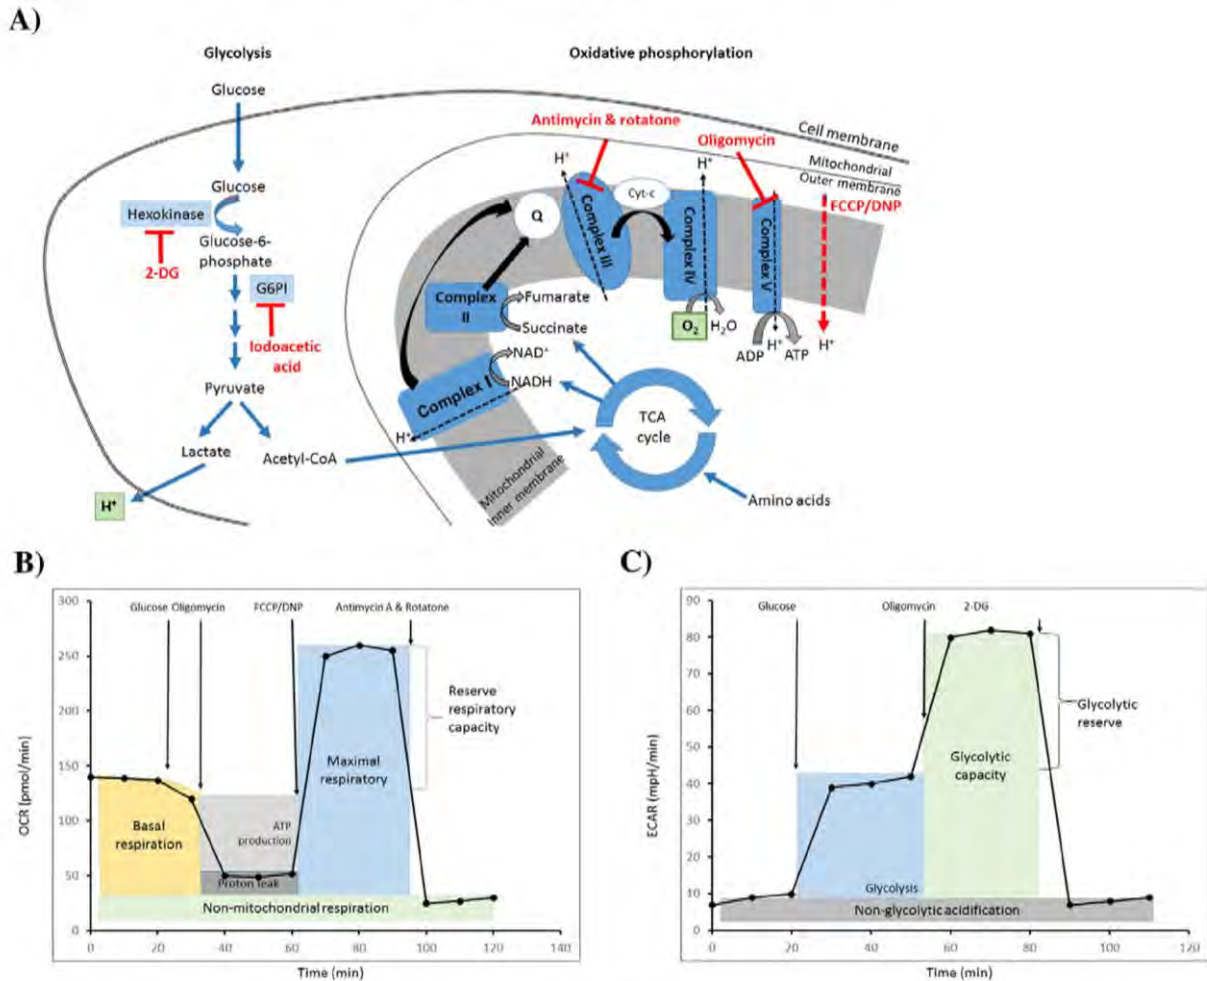 A)
Glycolysis
Oxidative phosphorylation
Glucose
Glucose
Hexokinase
Glucose-6-
phosphate
2-DG
G6PI
Iodoacetic
acid
Pyruvate
Lactate
Acetyl-CoA
H+
Antimycin & rotatone
Oligomycin
Cell membrane
Mitochondrial
Outer membrane
FCCP/DNP
H+
H+
Cyt-c
Q
Complex III
Complex IV
Complex V
Complex
II
Fumarate
Succinate
O2
H2O
ADP
H+
ATP
H+
NAD+
NADH
Complex I
H+
TCA
cycle
Mitochondrial
Inner membrane
Amino acids
B)
300
250
200
150
100
50
0
OCR (pmol/min)
Glucose Oligomycin
FCCP/DNP
Antimycin A & Rotatone
Reserve
respiratory
capacity
Maximal
respiratory
Basal
respiration
ATP
production
Proton leak
Non-mitochondrial respiration
0 20 40 60 80 100 120 140
Time (min)
C)
90
80
70
60
50
40
30
20
10
0
ECAR (mpH/min)
Glucose
Oligomycin
2-DG
Glycolytic
reserve
Glycolytic
capacity
Glycolysis
Non-glycolytic acidification
0 20 40 60 80 100 120
Time (min)